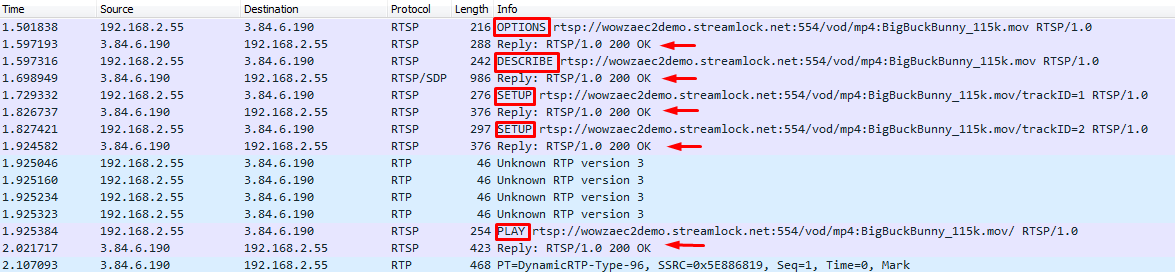 Time Source Destination Protocol Length Info
1.501838 192.168.2.55 3.84.6.190 RTSP 216 OPTIONS rtsp://wowzaec2demo.streamlock.net:554/vod/mp4:BigBuckBunny_115k.mov RTSP/1.0
1.597193 3.84.6.190 192.168.2.55 RTSP 288 Reply: RTSP/1.0 200 OK
1.597316 192.168.2.55 3.84.6.190 RTSP 242 DESCRIBE rtsp://wowzaec2demo.streamlock.net:554/vod/mp4:BigBuckBunny_115k.mov RTSP/1.0
1.698949 3.84.6.190 192.168.2.55 RTSP/SDP 986 Reply: RTSP/1.0 200 OK
1.729332 192.168.2.55 3.84.6.190 RTSP 276 SETUP rtsp://wowzaec2demo.streamlock.net:554/vod/mp4:BigBuckBunny_115k.mov/trackID=1 RTSP/1.0
1.826737 3.84.6.190 192.168.2.55 RTSP 376 Reply: RTSP/1.0 200 OK
1.827421 192.168.2.55 3.84.6.190 RTSP 297 SETUP rtsp://wowzaec2demo.streamlock.net:554/vod/mp4:BigBuckBunny_115k.mov/trackID=2 RTSP/1.0
1.924582 3.84.6.190 192.168.2.55 RTSP 376 Reply: RTSP/1.0 200 OK
1.925046 192.168.2.55 3.84.6.190 RTP 46 Unknown RTP version 3
1.925160 192.168.2.55 3.84.6.190 RTP 46 Unknown RTP version 3
1.925234 192.168.2.55 3.84.6.190 RTP 46 Unknown RTP version 3
1.925323 192.168.2.55 3.84.6.190 RTP 46 Unknown RTP version 3
1.925384 192.168.2.55 3.84.6.190 RTSP 254 PLAY rtsp://wowzaec2demo.streamlock.net:554/vod/mp4:BigBuckBunny_115k.mov/ RTSP/1.0
2.021717 3.84.6.190 192.168.2.55 RTSP 423 Reply: RTSP/1.0 200 OK
2.107093 3.84.6.190 192.168.2.55 RTP 468 PT=DynamicRTP-Type-96, SSRC=0x5E886819, Seq=1, Time=0, Mark